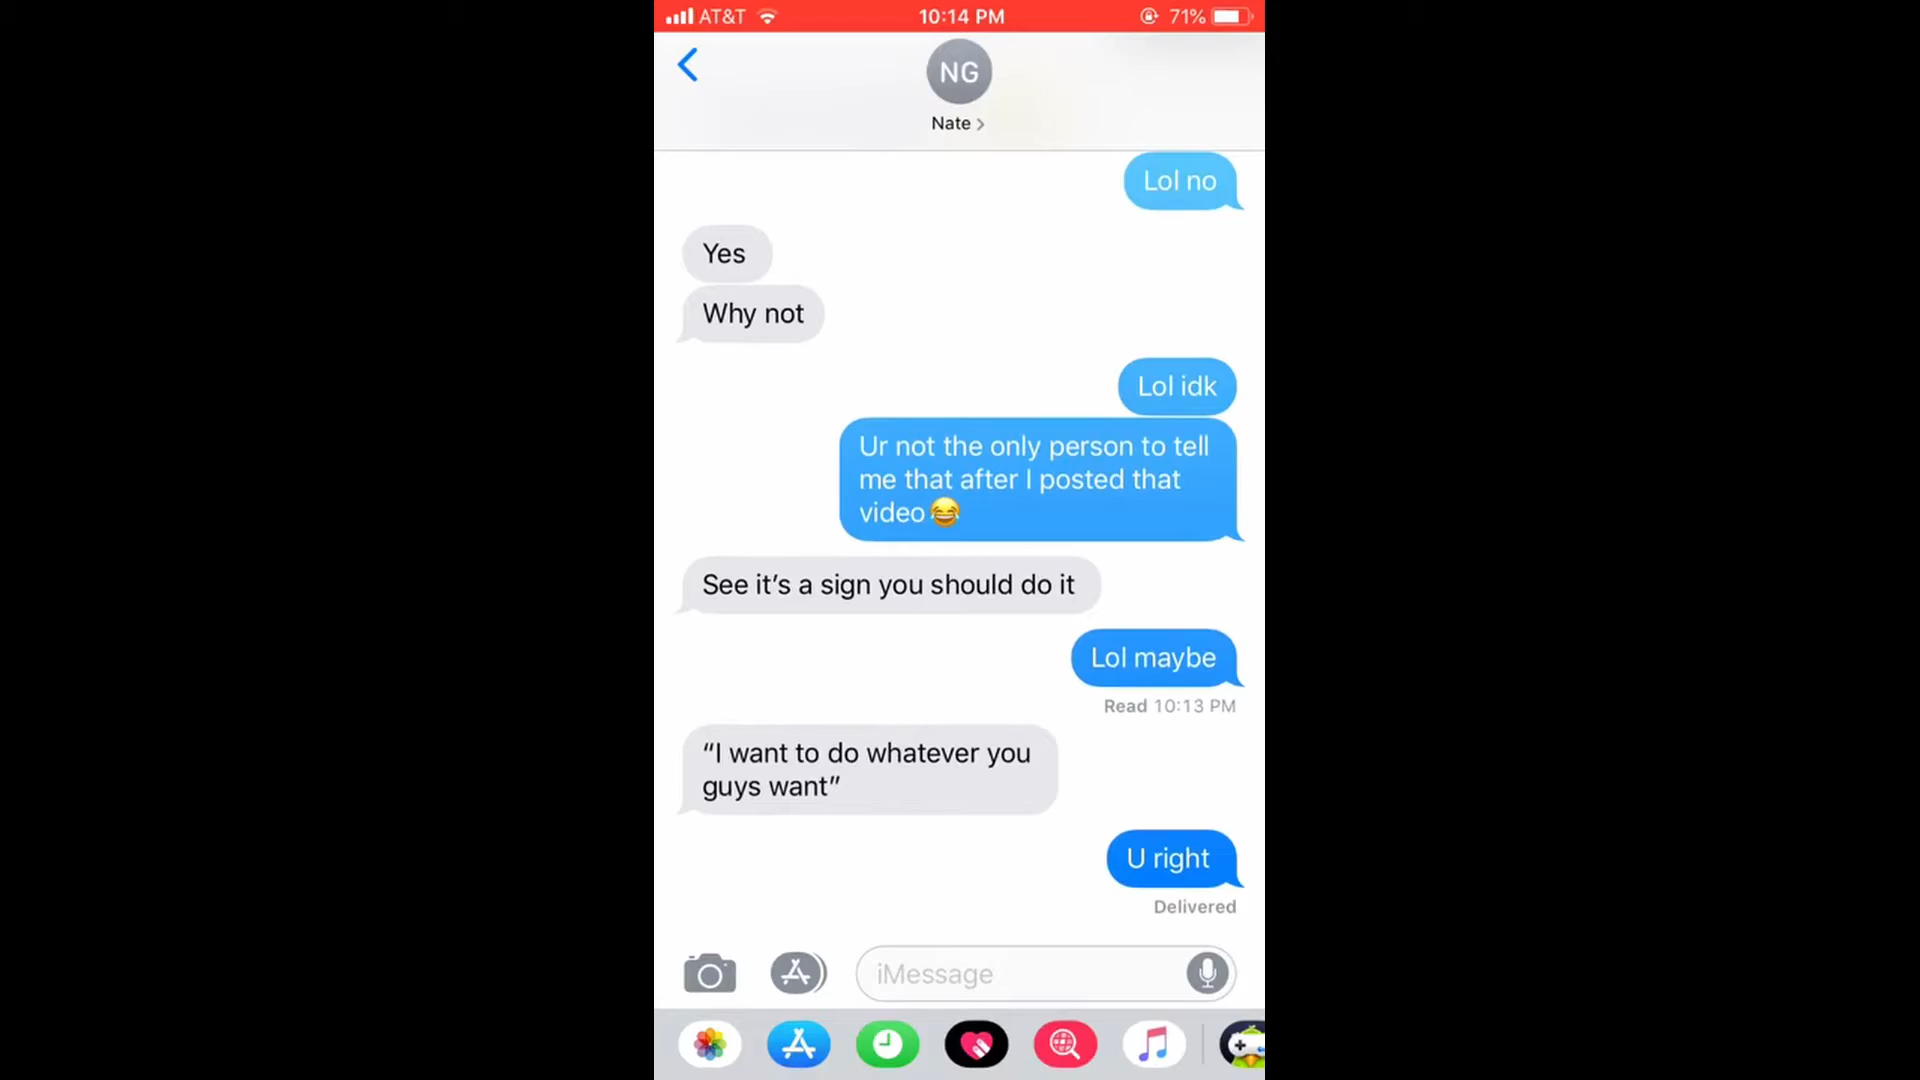 AT&T 10:14 PM 71%
NG
Nate
Lol no
Yes
Why not
Lol idk
Ur not the only person to tell
me that after I posted that
video😂
See it’s a sign you should do it
Lol maybe
Read 10:13 PM
“I want to do whatever you
guys want”
U right
Delivered
iMessage